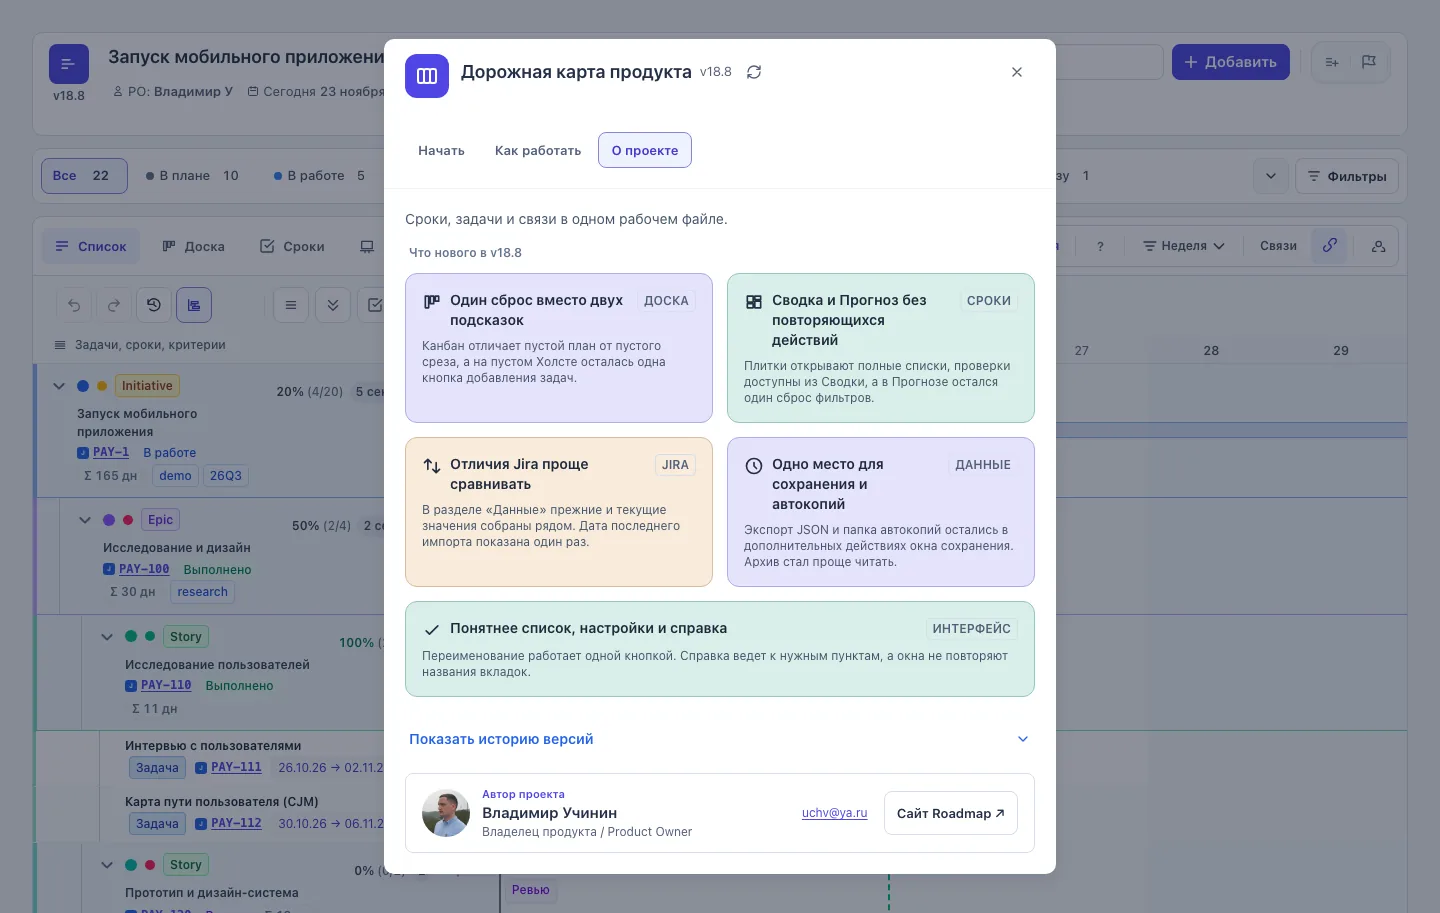 Запуск мобильного приложени
v18.8
PO: Владимир У
Сегодня 23 ноября
Добавить
Все 22
В плане 10
В работе 5
зу 1
Фильтры
Список
Доска
Сроки
?
Неделя
Связи
Задачи, сроки, критерии
27
28
29
Initiative
20% (4/20)
5 сен
Запуск мобильного
приложения
PAY-1
В работе
Σ 165 дн
demo
26Q3
Epic
50% (2/4)
2 се
Исследование и дизайн
PAY-100
Выполнено
Σ 30 дн
research
Story
100%
Исследование пользователей
PAY-110
Выполнено
Σ 11 дн
Интервью с пользователями
Задача
PAY-111
26.10.26 → 02.11.2
Карта пути пользователя (CJM)
Задача
PAY-112
30.10.26 → 06.11.2
Story
0%
Прототип и дизайн-система
Ревью
Дорожная карта продукта v18.8
Начать
Как работать
О проекте
Сроки, задачи и связи в одном рабочем файле.
Что нового в v18.8
Один сброс вместо двух
подсказок
ДОСКА
Канбан отличает пустой план от пустого
среза, а на пустом Холсте осталась одна
кнопка добавления задач.
Сводка и Прогноз без
повторяющихся
действий
СРОКИ
Плитки открывают полные списки, проверки
доступны из Сводки, а в Прогнозе остался
один сброс фильтров.
Отличия Jira проще
сравнивать
JIRA
В разделе «Данные» прежние и текущие
значения собраны рядом. Дата последнего
импорта показана один раз.
Одно место для
сохранения и
автокопий
ДАННЫЕ
Экспорт JSON и папка автокопий остались в
дополнительных действиях окна сохранения.
Архив стал проще читать.
Понятнее список, настройки и справка
ИНТЕРФЕЙС
Переименование работает одной кнопкой. Справка ведет к нужным пунктам, а окна не повторяют
названия вкладок.
Показать историю версий
Автор проекта
Владимир Учинин
Владелец продукта / Product Owner
uchv@ya.ru
Сайт Roadmap ↗